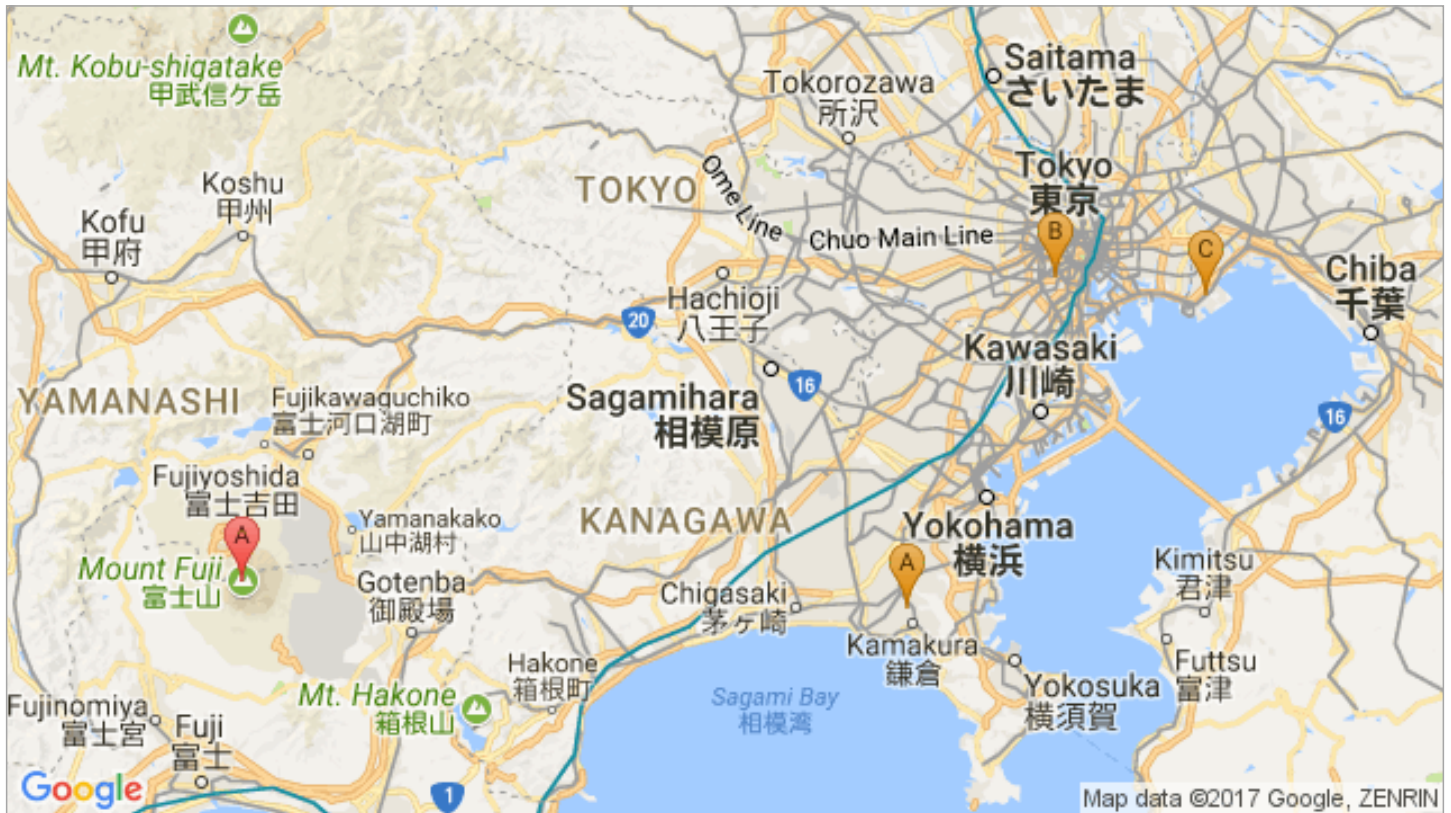 Mt. Kobu-shigatake
甲武信ケ岳
Saitama
さいたま
Tokorozawa
所沢
Tokyo
東京
Koshu
甲州
TOKYO
Ome Line
Kofu
甲府
Chuo Main Line
B
C
Chiba
千葉
Hachioji
八王子
20
Kawasaki
川崎
16
Sagamihara
相模原
YAMANASHI
Fujikawaguchiko
富士河口湖町
16
Fujiyoshida
富士吉田
Yamanakako
山中湖村
KANAGAWA
Yokohama
横浜
A
Mount Fuji
富士山
Gotenba
御殿場
Chigasaki
茅ヶ崎
A
Kimitsu
君津
Kamakura
鎌倉
Hakone
箱根町
Futtsu
富津
Mt. Hakone
箱根山
Sagami Bay
相模湾
Yokosuka
横須賀
Fujinomiya
富士宮
Fuji
富士
Google
1
Map data ©2017 Google, ZENRIN